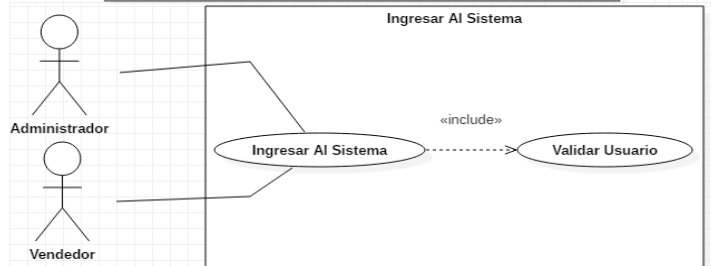 Ingresar Al Sistema
Administrador
«include»
Ingresar Al Sistema
Validar Usuario
Vendedor